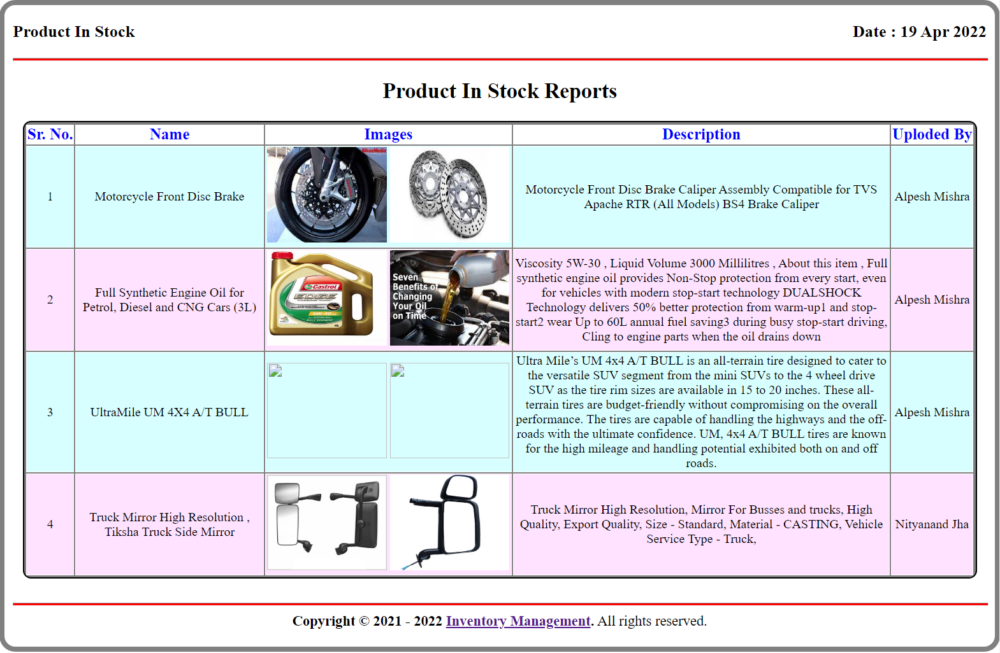 Product In Stock
Date : 19 Apr 2022
Product In Stock Reports
Sr. No.
Name
Images
Description
Uploded By
1
Motorcycle Front Disc Brake
BikesMedia
Motorcycle Front Disc Brake Caliper Assembly Compatible for TVS
Apache RTR (All Models) BS4 Brake Caliper
Alpesh Mishra
2
Full Synthetic Engine Oil for
Petrol, Diesel and CNG Cars (3L)
Castrol
EDGE
5W-40
4L
Seven
Benefits of
Changing
Your Oil
on Time
Viscosity 5W-30 , Liquid Volume 3000 Millilitres , About this item , Full
synthetic engine oil provides Non-Stop protection from every start, even
for vehicles with modern stop-start technology DUALSHOCK
Technology delivers 50% better protection from warm-up1 and stop-
start2 wear Up to 60L annual fuel saving3 during busy stop-start driving,
Cling to engine parts when the oil drains down
Alpesh Mishra
3
UltraMile UM 4X4 A/T BULL
Ultra Mile’s UM 4x4 A/T BULL is an all-terrain tire designed to cater to
the versatile SUV segment from the mini SUVs to the 4 wheel drive
SUV as the tire rim sizes are available in 15 to 20 inches. These all-
terrain tires are budget-friendly without compromising on the overall
performance. The tires are capable of handling the highways and the off-
roads with the ultimate confidence. UM, 4x4 A/T BULL tires are known
for the high mileage and handling potential exhibited both on and off
roads.
Alpesh Mishra
4
Truck Mirror High Resolution ,
Tiksha Truck Side Mirror
Truck Mirror High Resolution, Mirror For Busses and trucks, High
Quality, Export Quality, Size - Standard, Material - CASTING, Vehicle
Service Type - Truck,
Nityanand Jha
Copyright © 2021 - 2022 Inventory Management. All rights reserved.